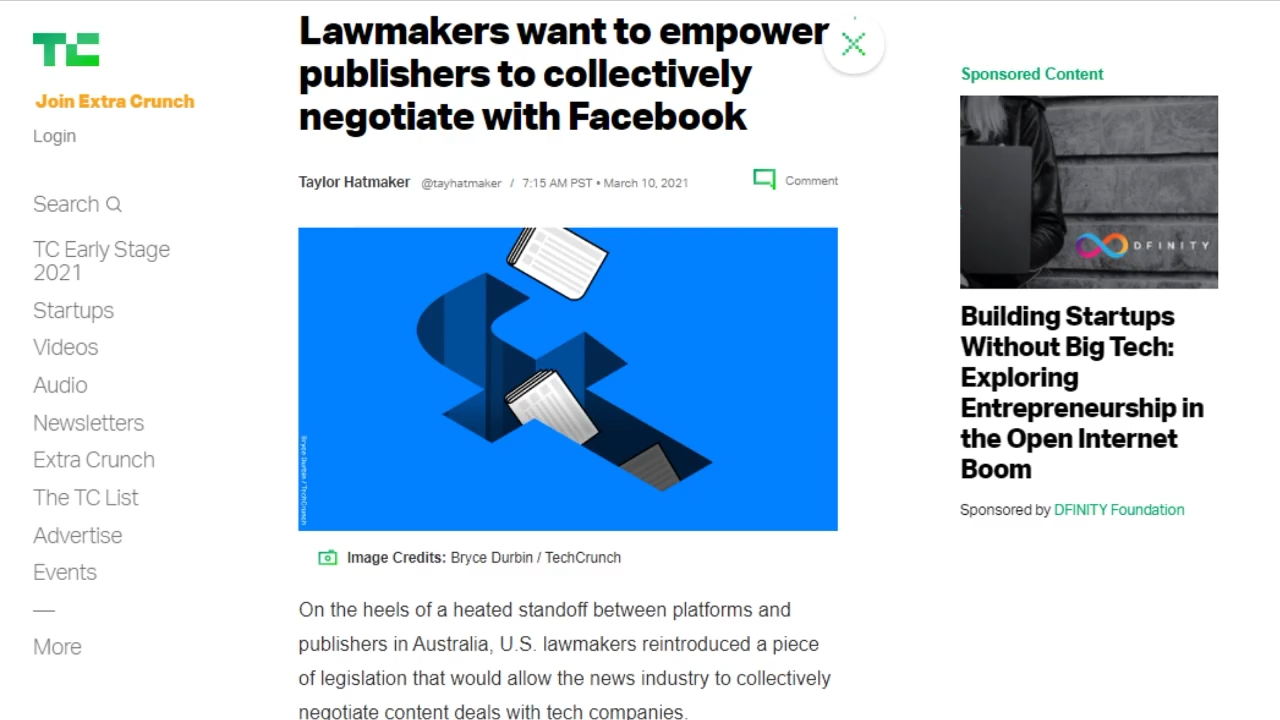 TC
Join Extra Crunch
Login
Search
TC Early Stage
2021
Startups
Videos
Audio
Newsletters
Extra Crunch
The TC List
Advertise
Events
—
More
Lawmakers want to empower
publishers to collectively
negotiate with Facebook
Taylor Hatmaker @tayhatmaker / 7:15 AM PST • March 10, 2021
Comment
Bryce Durbin / TechCrunch
Image Credits: Bryce Durbin / TechCrunch
On the heels of a heated standoff between platforms and
publishers in Australia, U.S. lawmakers reintroduced a piece
of legislation that would allow the news industry to collectively
negotiate content deals with tech companies.
Sponsored Content
DFINITY
Building Startups
Without Big Tech:
Exploring
Entrepreneurship in
the Open Internet
Boom
Sponsored by DFINITY Foundation